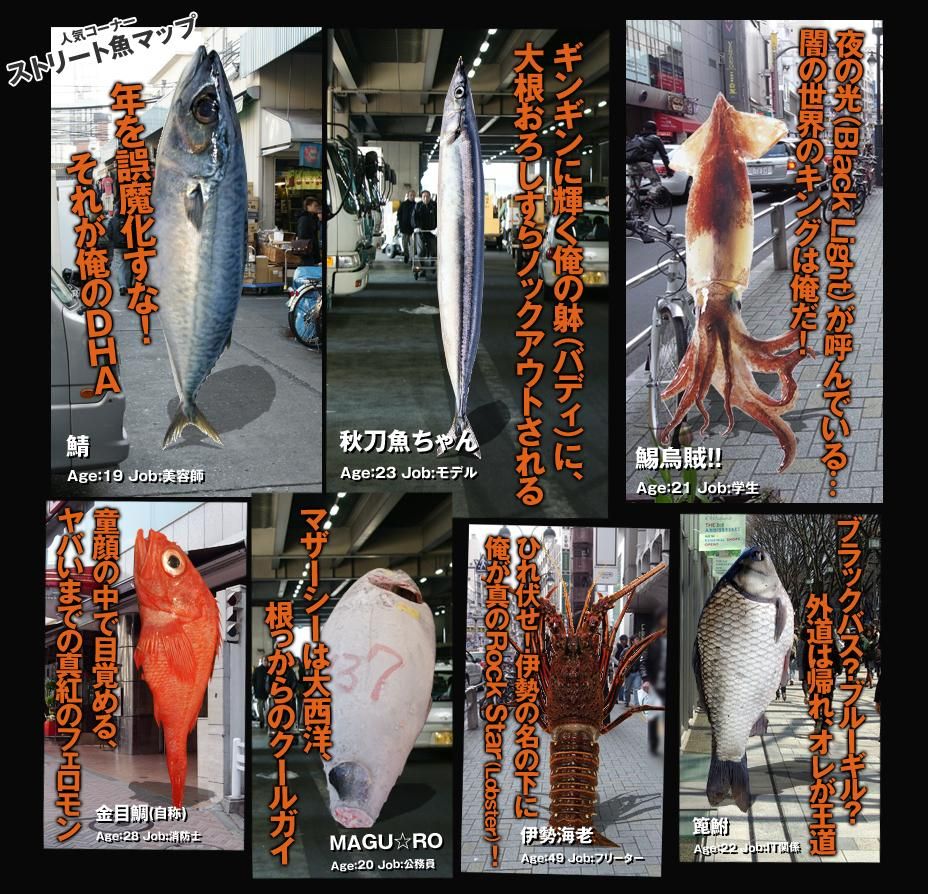 人気コーナー
ストリート魚マップ
年を誤魔化すな!
それが俺のDHA
鯖
Age:19 Job:美容師
ギンギンに輝く俺の躰(バディ)に、
大根おろしすらノックアウトされる
秋刀魚ちゃん
Age:23 Job:モデル
夜の光(Black Light)が呼んでいる…
闇の世界のキングは俺だ!
鯣烏賊!!
Age:21 Job:学生
童顔の中で目覚める、
ヤバいまでの真紅のフェロモン
金目鯛(自称)
Age:28 Job:消防士
マザーシーは大西洋、
根っからのクールガイ
37
MAGU☆RO
Age:20 Job:公務員
ひれ伏せ!伊勢の名の下に
俺が真のRock Star(Lobster)!
伊勢海老
Age:49 Job:フリーター
ブラックバス?ブルーギル?
外道は帰れ、オレが王道
箆鮒
Age:22 Job:IT関係